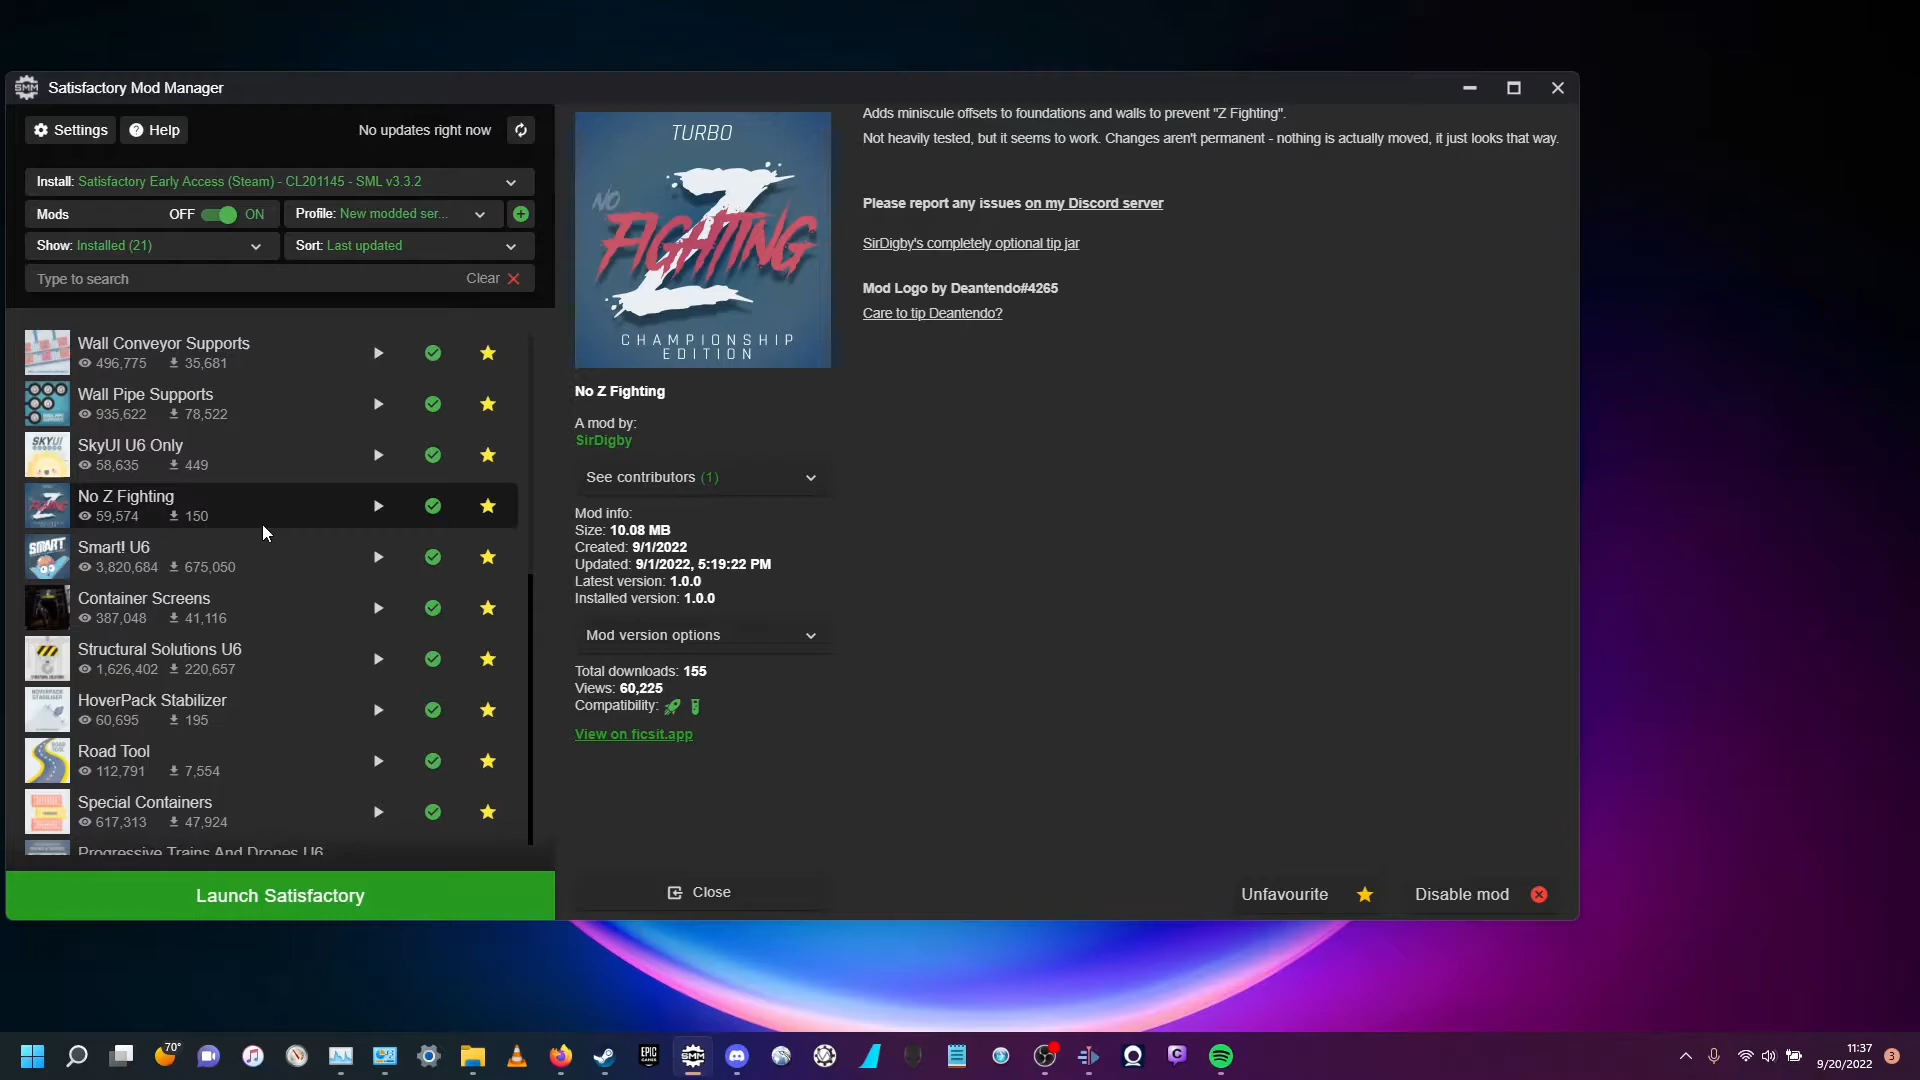 Satisfactory Mod Manager
Settings
Help
No updates right now
Install: Satisfactory Early Access (Steam) - CL201145 - SML v3.3.2
Mods
OFF
ON
Profile: New modded ser...
Show: Installed (21)
Sort: Last updated
Type to search
Clear
Wall Conveyor Supports
496,775 35,681
Wall Pipe Supports
935,622 78,522
SkyUI U6 Only
58,635 449
No Z Fighting
59,574 150
Smart! U6
3,820,684 675,050
Container Screens
387,048 41,116
Structural Solutions U6
1,626,402 220,657
HoverPack Stabilizer
60,695 195
Road Tool
112,791 7,554
Special Containers
617,313 47,924
Progressive Trains And Drones U6
Launch Satisfactory
TURBO
NO
Z
FIGHTING
CHAMPIONSHIP
EDITION
No Z Fighting
A mod by:
SirDigby
See contributors (1)
Mod info:
Size: 10.08 MB
Created: 9/1/2022
Updated: 9/1/2022, 5:19:22 PM
Latest version: 1.0.0
Installed version: 1.0.0
Mod version options
Total downloads: 155
Views: 60,225
Compatibility:
View on ficsit.app
Close
Adds miniscule offsets to foundations and walls to prevent "Z Fighting".
Not heavily tested, but it seems to work. Changes aren't permanent - nothing is actually moved, it just looks that way.
Please report any issues on my Discord server
SirDigby's completely optional tip jar
Mod Logo by Deantendo#4265
Care to tip Deantendo?
Unfavourite
Disable mod
70°
EPIC
GAMES
SMM
11:37
9/20/2022
3